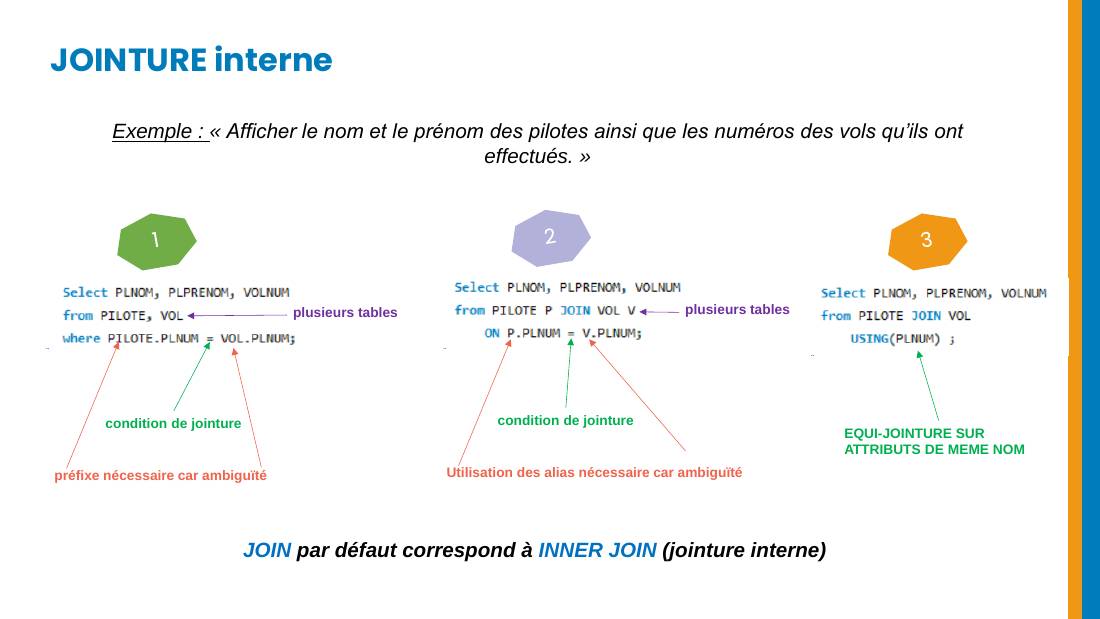 JOINTURE interne
Exemple : « Afficher le nom et le prénom des pilotes ainsi que les numéros des vols qu’ils ont
effectués. »
1
Select PLNOM, PLPRENOM, VOLNUM
from PILOTE, VOL
where PILOTE.PLNUM = VOL.PLNUM;
plusieurs tables
condition de jointure
préfixe nécessaire car ambiguïté
2
Select PLNOM, PLPRENOM, VOLNUM
from PILOTE P JOIN VOL V
ON P.PLNUM = V.PLNUM;
plusieurs tables
condition de jointure
Utilisation des alias nécessaire car ambiguïté
3
Select PLNOM, PLPRENOM, VOLNUM
from PILOTE JOIN VOL
USING(PLNUM) ;
EQUI-JOINTURE SUR
ATTRIBUTS DE MEME NOM
JOIN par défaut correspond à INNER JOIN (jointure interne)